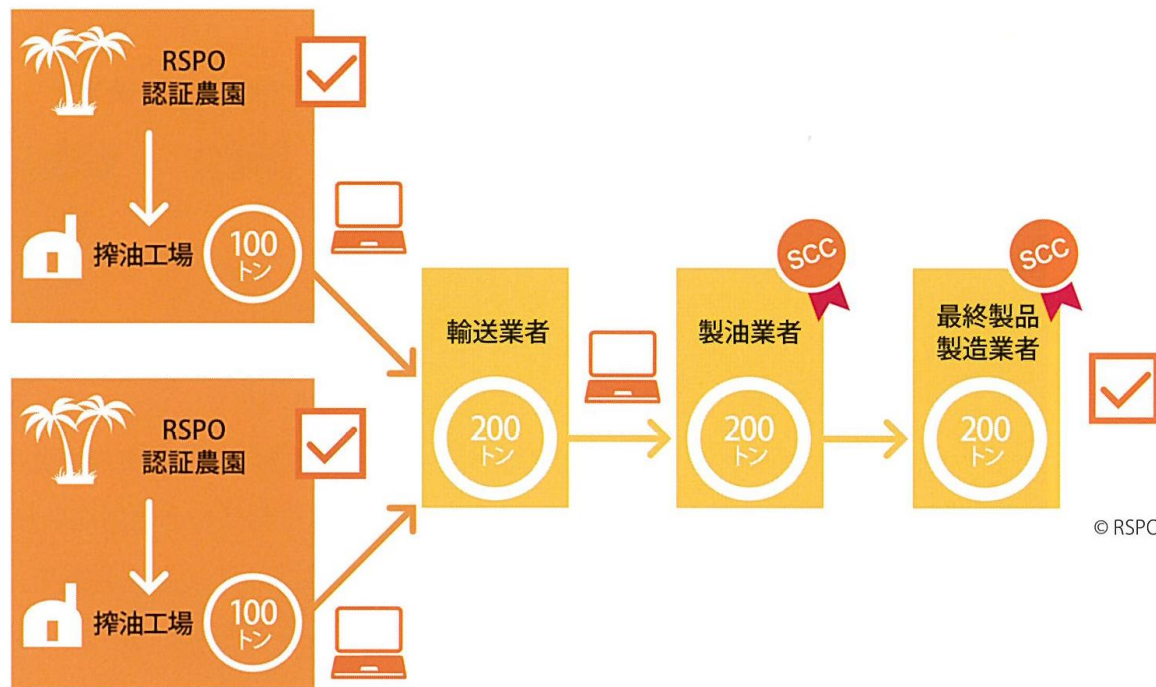 RSPO
認証農園
搾油工場
100
トン
RSPO
認証農園
搾油工場
100
トン
輸送業者
200
トン
SCC
製油業者
200
トン
SCC
最終製品
製造業者
200
トン
© RSPO